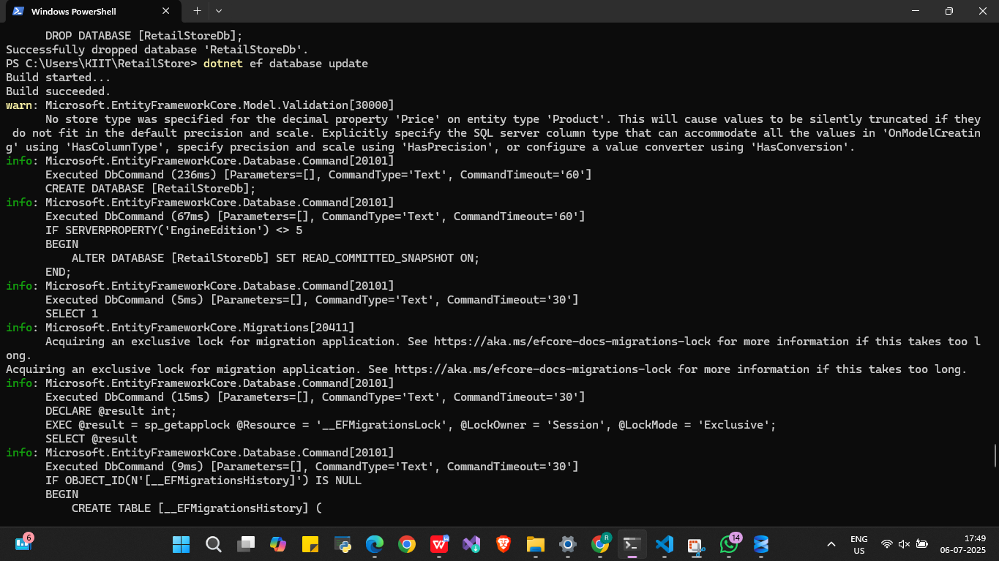 Windows PowerShell
DROP DATABASE [RetailStoreDb];
Successfully dropped database 'RetailStoreDb'.
PS C:\Users\KIIT\RetailStore> dotnet ef database update
Build started...
Build succeeded.
warn: Microsoft.EntityFrameworkCore.Model.Validation[30000]
No store type was specified for the decimal property 'Price' on entity type 'Product'. This will cause values to be silently truncated if they
do not fit in the default precision and scale. Explicitly specify the SQL server column type that can accommodate all the values in 'OnModelCreatin
g' using 'HasColumnType', specify precision and scale using 'HasPrecision', or configure a value converter using 'HasConversion'.
info: Microsoft.EntityFrameworkCore.Database.Command[20101]
Executed DbCommand (236ms) [Parameters=[], CommandType='Text', CommandTimeout='60']
CREATE DATABASE [RetailStoreDb];
info: Microsoft.EntityFrameworkCore.Database.Command[20101]
Executed DbCommand (67ms) [Parameters=[], CommandType='Text', CommandTimeout='60']
IF SERVERPROPERTY('EngineEdition') <> 5
BEGIN
ALTER DATABASE [RetailStoreDb] SET READ_COMMITTED_SNAPSHOT ON;
END;
info: Microsoft.EntityFrameworkCore.Database.Command[20101]
Executed DbCommand (5ms) [Parameters=[], CommandType='Text', CommandTimeout='30']
SELECT 1
info: Microsoft.EntityFrameworkCore.Migrations[20411]
Acquiring an exclusive lock for migration application. See https://aka.ms/efcore-docs-migrations-lock for more information if this takes too l
ong.
Acquiring an exclusive lock for migration application. See https://aka.ms/efcore-docs-migrations-lock for more information if this takes too long.
info: Microsoft.EntityFrameworkCore.Database.Command[20101]
Executed DbCommand (15ms) [Parameters=[], CommandType='Text', CommandTimeout='30']
DECLARE @result int;
EXEC @result = sp_getapplock @Resource = '__EFMigrationsLock', @LockOwner = 'Session', @LockMode = 'Exclusive';
SELECT @result
info: Microsoft.EntityFrameworkCore.Database.Command[20101]
Executed DbCommand (9ms) [Parameters=[], CommandType='Text', CommandTimeout='30']
IF OBJECT_ID(N'[__EFMigrationsHistory]') IS NULL
BEGIN
CREATE TABLE [__EFMigrationsHistory] (
6
R
14
ENG
US
17:49
06-07-2025